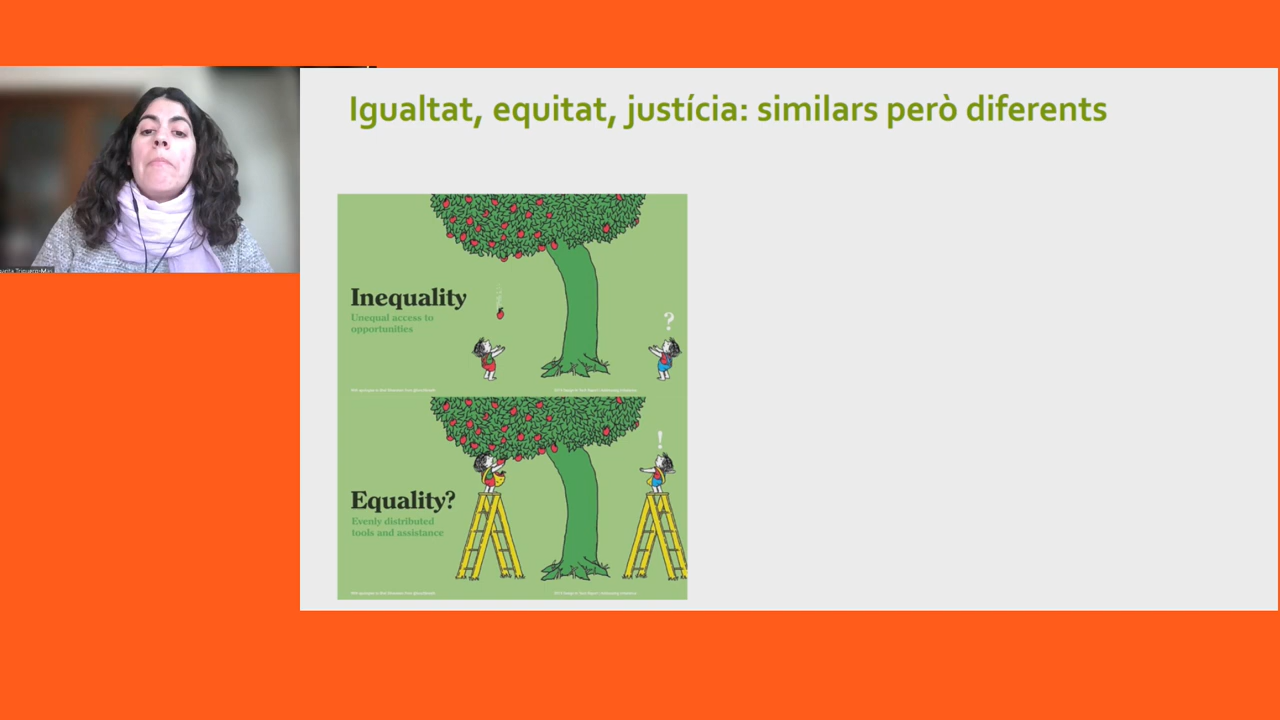 Igualtat, equitat, justícia: similars però diferents
Inequality
Unequal access to
opportunities
?
Equality?
Evenly distributed
tools and assistance
!